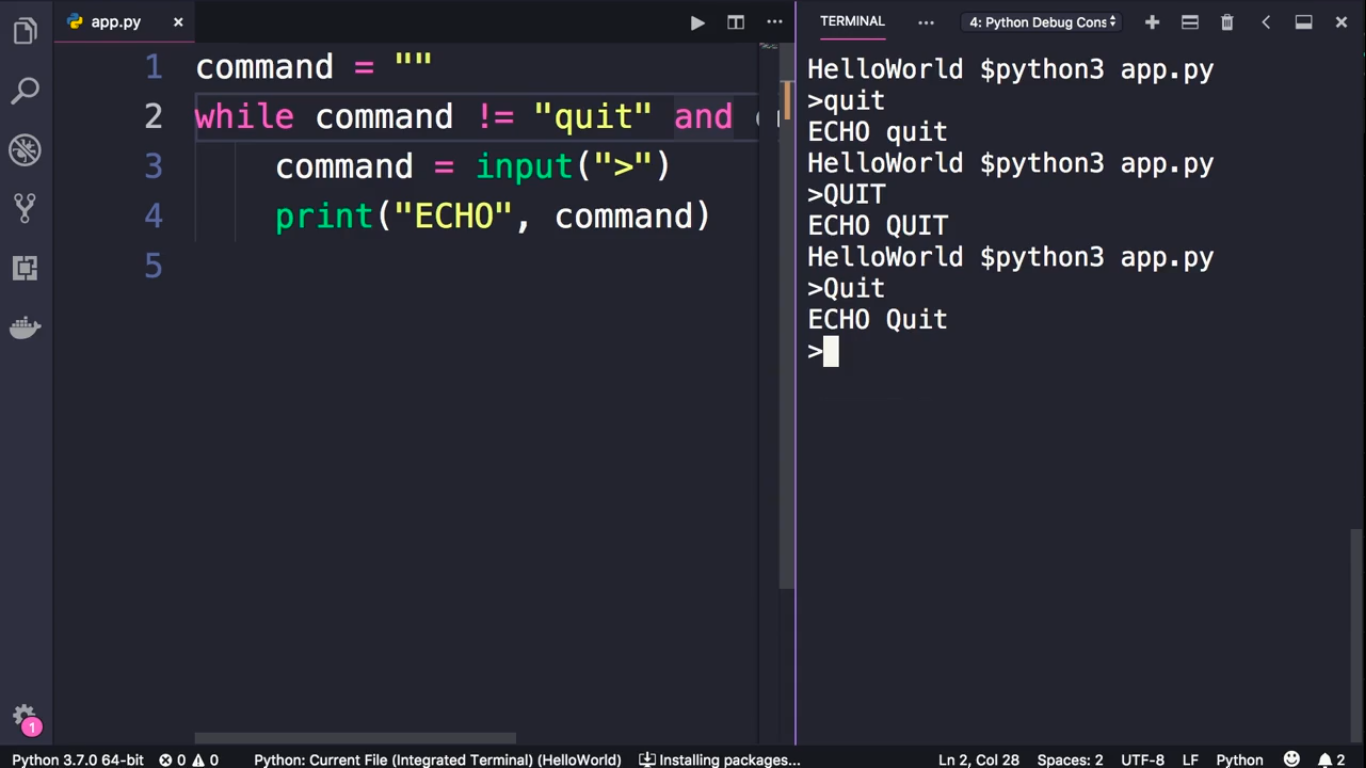 app.py
1 command = ""
2 while command != "quit" and
3 command = input(">")
4 print("ECHO", command)
5
TERMINAL
4: Python Debug Cons
HelloWorld $python3 app.py
>quit
ECHO quit
HelloWorld $python3 app.py
>QUIT
ECHO QUIT
HelloWorld $python3 app.py
>Quit
ECHO Quit
>
1
Python 3.7.0 64-bit 0 0 Python: Current File (Integrated Terminal) (HelloWorld) Installing packages... Ln 2, Col 28 Spaces: 2 UTF-8 LF Python 2